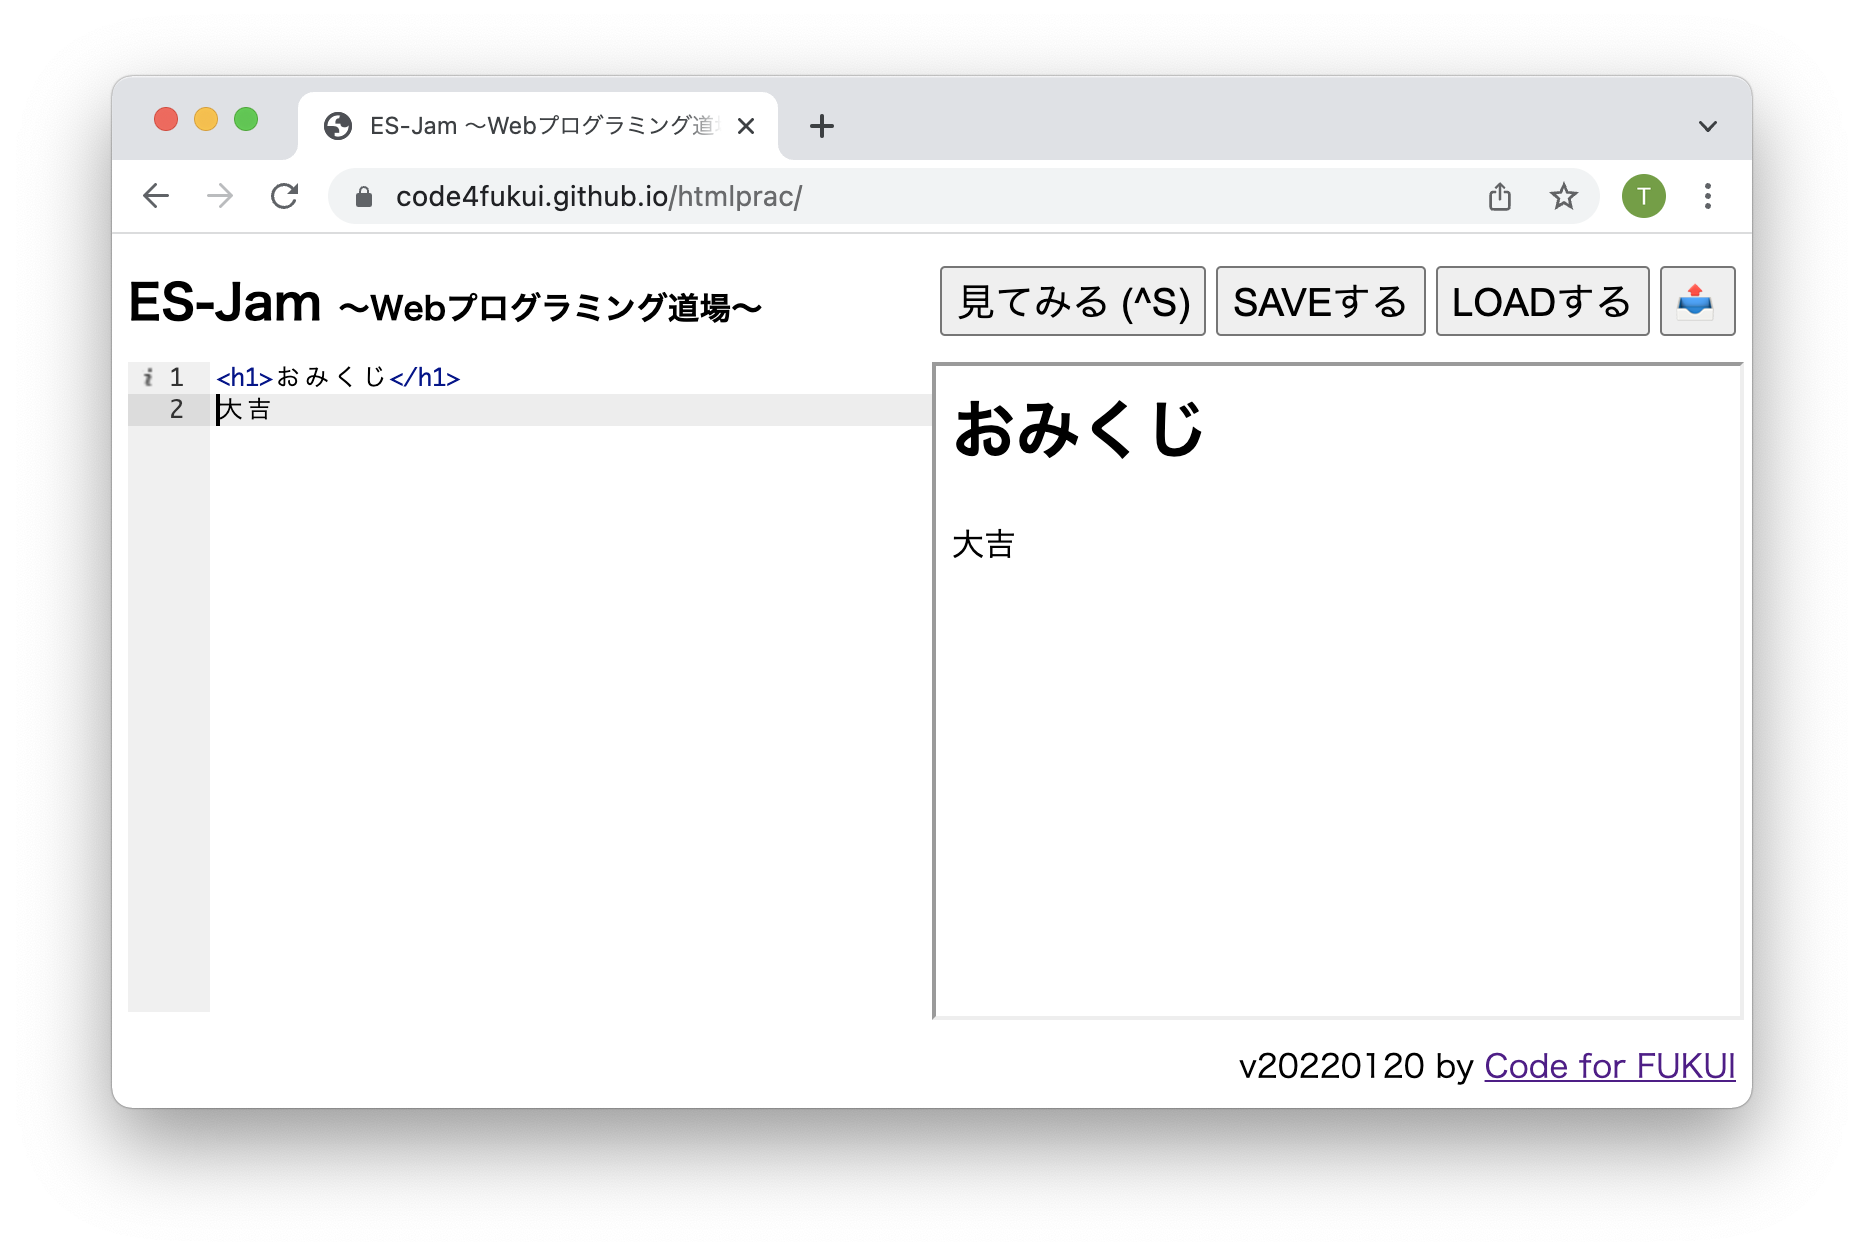 ES-Jam 〜Webプログラミング道
code4fukui.github.io/htmlprac/
T
ES-Jam 〜Webプログラミング道場〜
見てみる (^S) SAVEする LOADする
i 1 <h1>おみくじ</h1>
2 大吉
おみくじ
大吉
v20220120 by Code for FUKUI